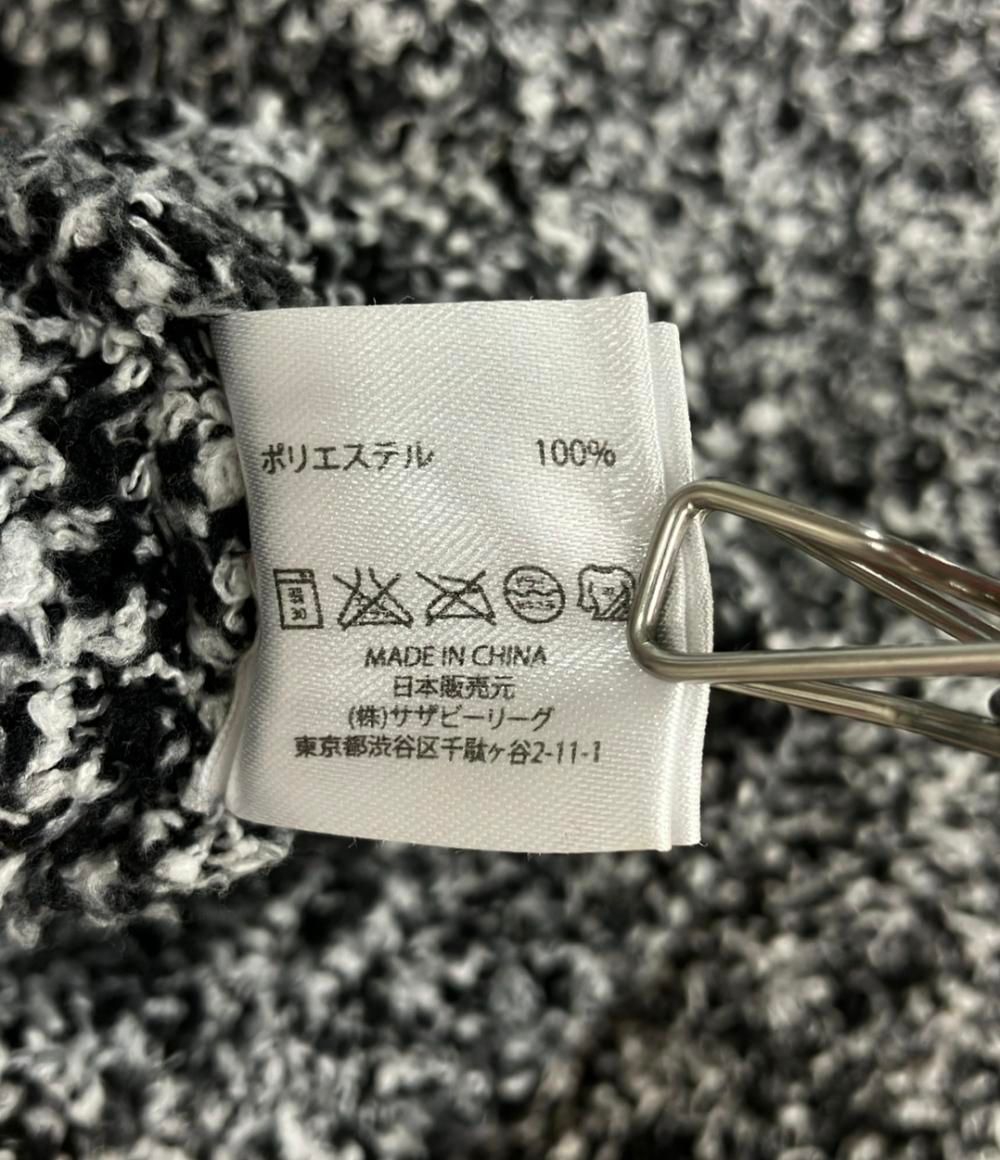 ポリエステル 100%
MADE IN CHINA
日本販売元
(株)サザビーリーグ
東京都渋谷区千駄ヶ谷2-11-1